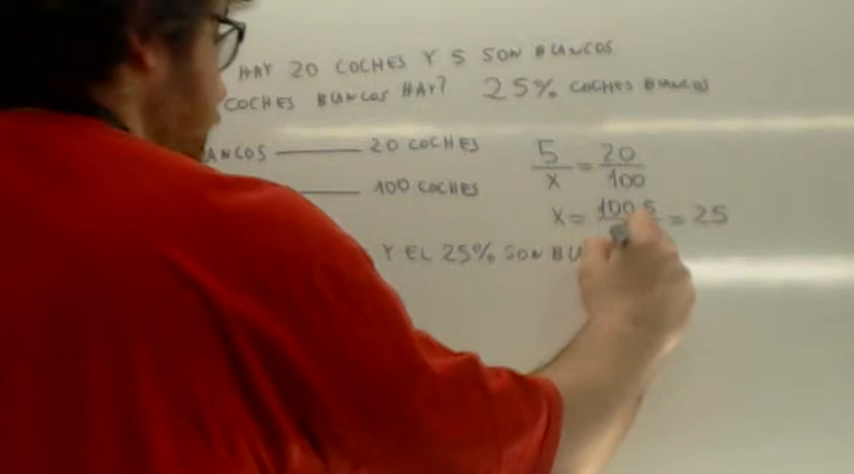 HAY 20 COCHES Y 5 SON BLANCOS
COCHES BLANCOS HAY? 25% COCHES BLANCOS
ANCOS 20 COCHES
100 COCHES
5/x = 20/100
x = 100·5 = 25
Y EL 25% SON BL